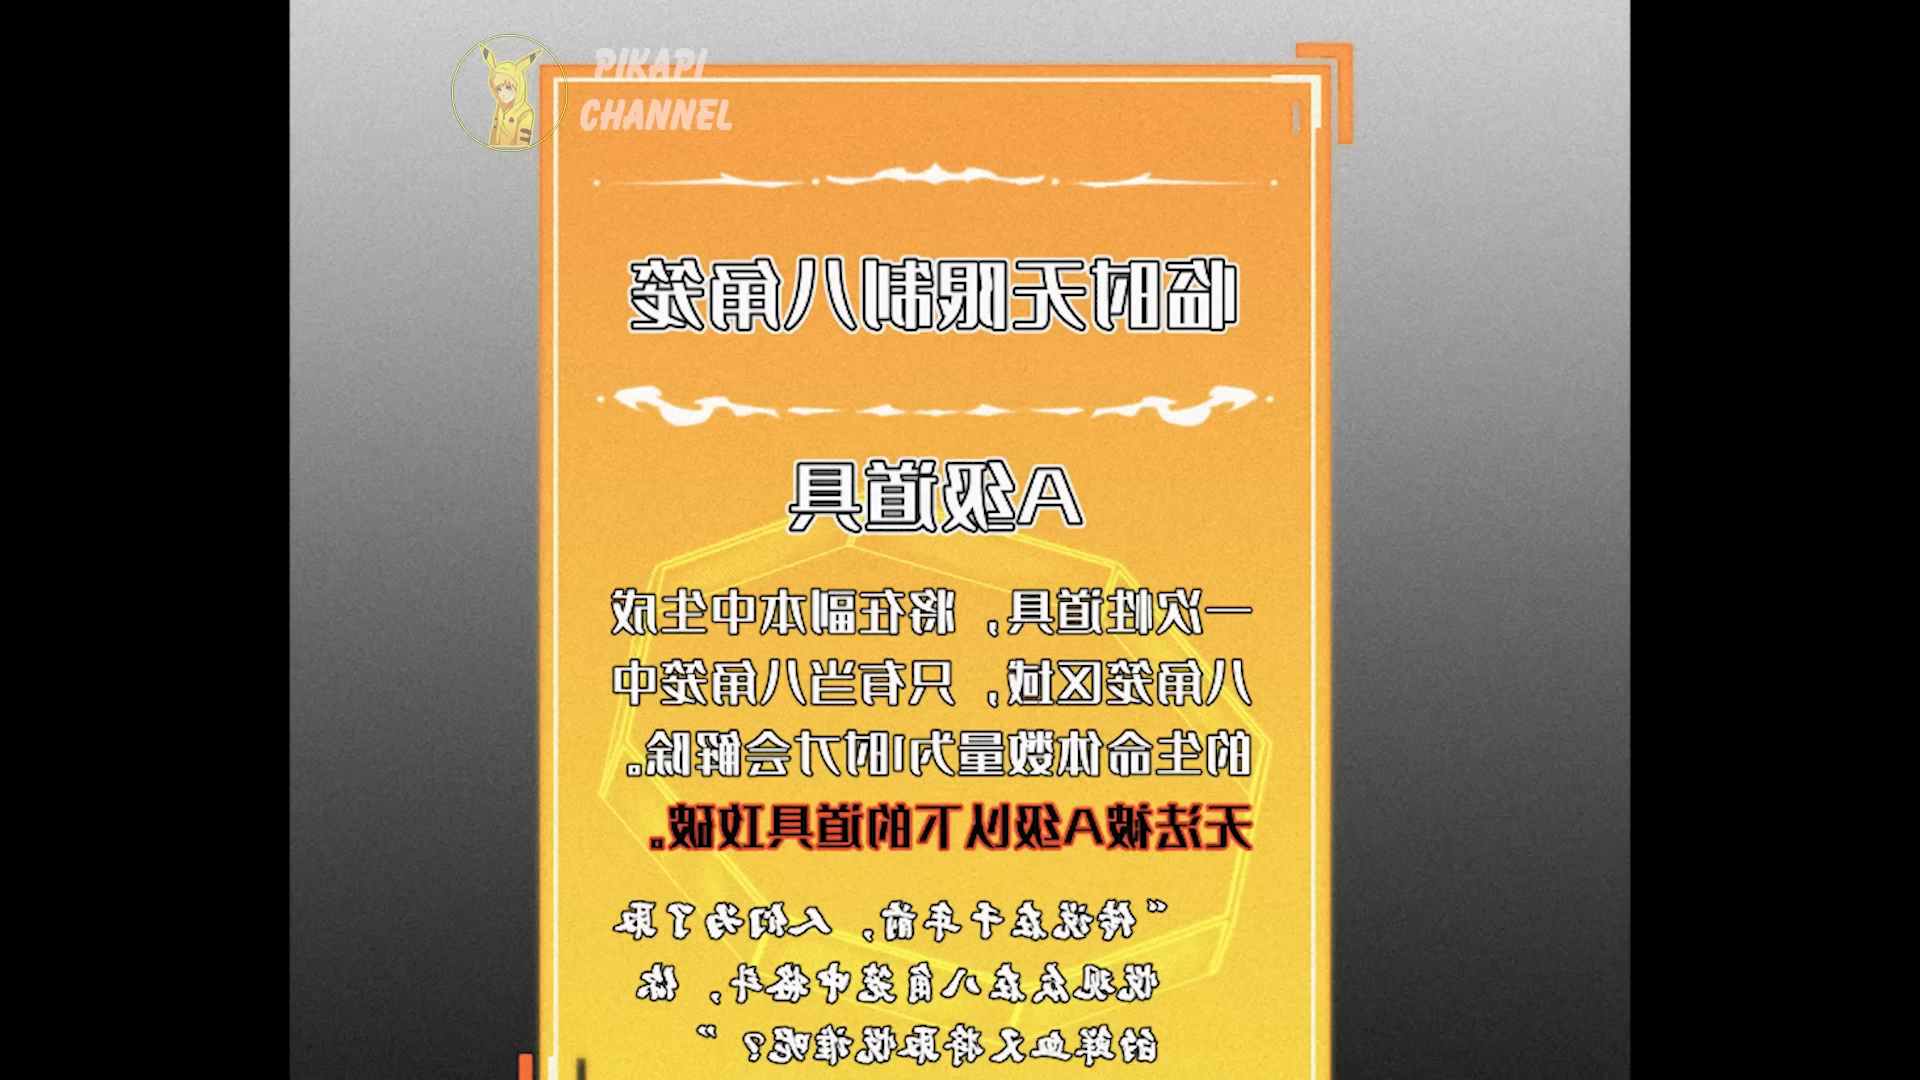 PIKAPI
CHANNEL
临时无限制八角笼
A级道具
一次性道具，将在副本中生成
八角笼区域，只有当八角笼中
的生命体数量为1时才会解除。
无法被A级以下的道具攻破。
“传说在千年前，人们为了取
悦观众在八角笼中格斗，你
的鲜血又将取悦谁呢？”